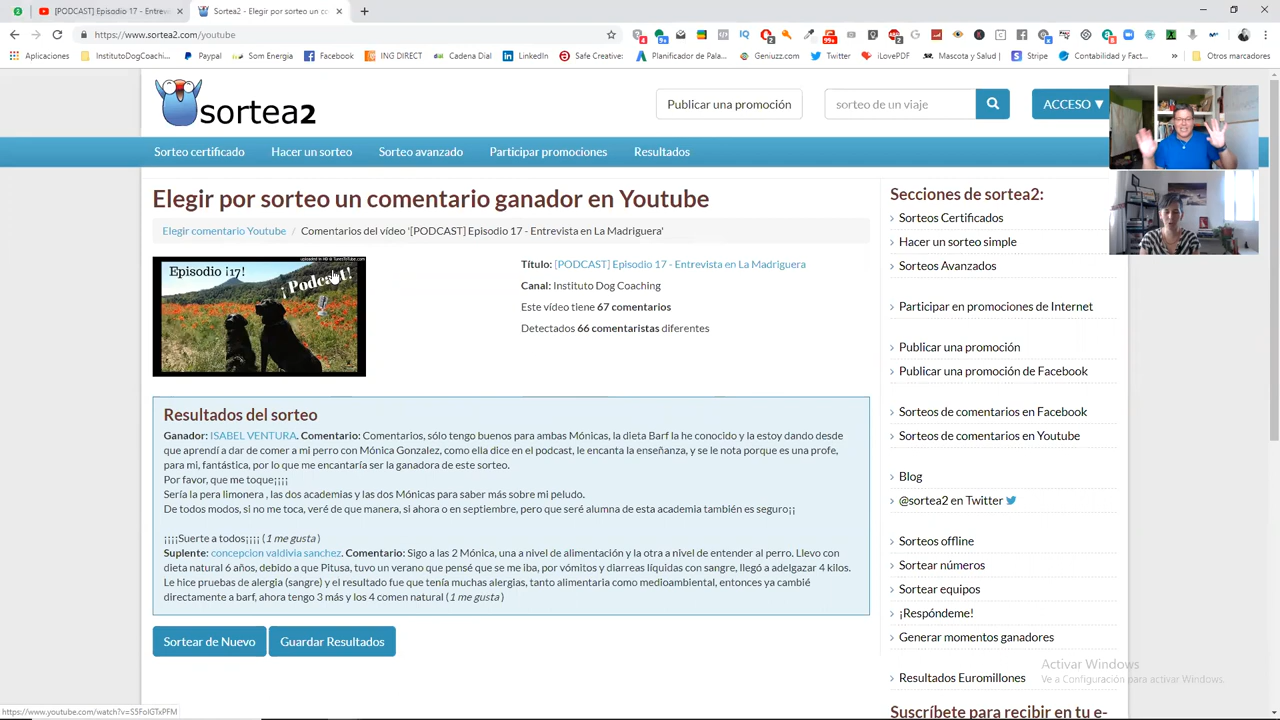 [PODCAST] Episodio 17 - Entrevis
Sortea2 - Elegir por sorteo un co
https://www.sortea2.com/youtube
Aplicaciones
InstitutoDogCoachi...
Paypal
Som Energia
Facebook
ING DIRECT
Cadena Dial
LinkedIn
Safe Creative:
Planificador de Pala...
Geniuzz.com
Twitter
iLovePDF
Mascota y Salud |
Stripe
Contabilidad y Fact...
»
Otros marcadores
sortea2
Publicar una promoción
sorteo de un viaje
ACCESO ▼
Sorteo certificado
Hacer un sorteo
Sorteo avanzado
Participar promociones
Resultados
Elegir por sorteo un comentario ganador en Youtube
Elegir comentario Youtube / Comentarios del vídeo '[PODCAST] Episodio 17 - Entrevista en La Madriguera'
uploaded in HD @ TunesToTube.com
Episodio ¡17!
¡Podcast!
Título: [PODCAST] Episodio 17 - Entrevista en La Madriguera
Canal: Instituto Dog Coaching
Este vídeo tiene 67 comentarios
Detectados 66 comentaristas diferentes
Resultados del sorteo
Ganador: ISABEL VENTURA. Comentario: Comentarios, sólo tengo buenos para ambas Mónicas, la dieta Barf la he conocido y la estoy dando desde
que aprendí a dar de comer a mi perro con Mónica Gonzalez, como ella dice en el podcast, le encanta la enseñanza, y se le nota porque es una profe,
para mi, fantástica, por lo que me encantaría ser la ganadora de este sorteo.
Por favor, que me toque¡¡¡¡
Sería la pera limonera , las dos academias y las dos Mónicas para saber más sobre mi peludo.
De todos modos, si no me toca, veré de que manera, si ahora o en septiembre, pero que seré alumna de esta academia también es seguro¡¡
¡¡¡¡Suerte a todos¡¡¡¡ (1 me gusta )
Suplente: concepcion valdivia sanchez. Comentario: Sigo a las 2 Mónica, una a nivel de alimentación y la otra a nivel de entender al perro. Llevo con
dieta natural 6 años, debido a que Pitusa, tuvo un verano que pensé que se me iba, por vómitos y diarreas líquidas con sangre, llegó a adelgazar 4 kilos.
Le hice pruebas de alergia (sangre) y el resultado fue que tenía muchas alergias, tanto alimentaria como medioambiental, entonces ya cambié
directamente a barf, ahora tengo 3 más y los 4 comen natural (1 me gusta )
Sortear de Nuevo
Guardar Resultados
Secciones de sortea2:
Sorteos Certificados
Hacer un sorteo simple
Sorteos Avanzados
Participar en promociones de Internet
Publicar una promoción
Publicar una promoción de Facebook
Sorteos de comentarios en Facebook
Sorteos de comentarios en Youtube
Blog
@sortea2 en Twitter
Sorteos offline
Sortear números
Sortear equipos
¡Respóndeme!
Generar momentos ganadores
Resultados Euromillones
Suscríbete para recibir en tu e-
Activar Windows
Ve a Configuración para activar Windows.